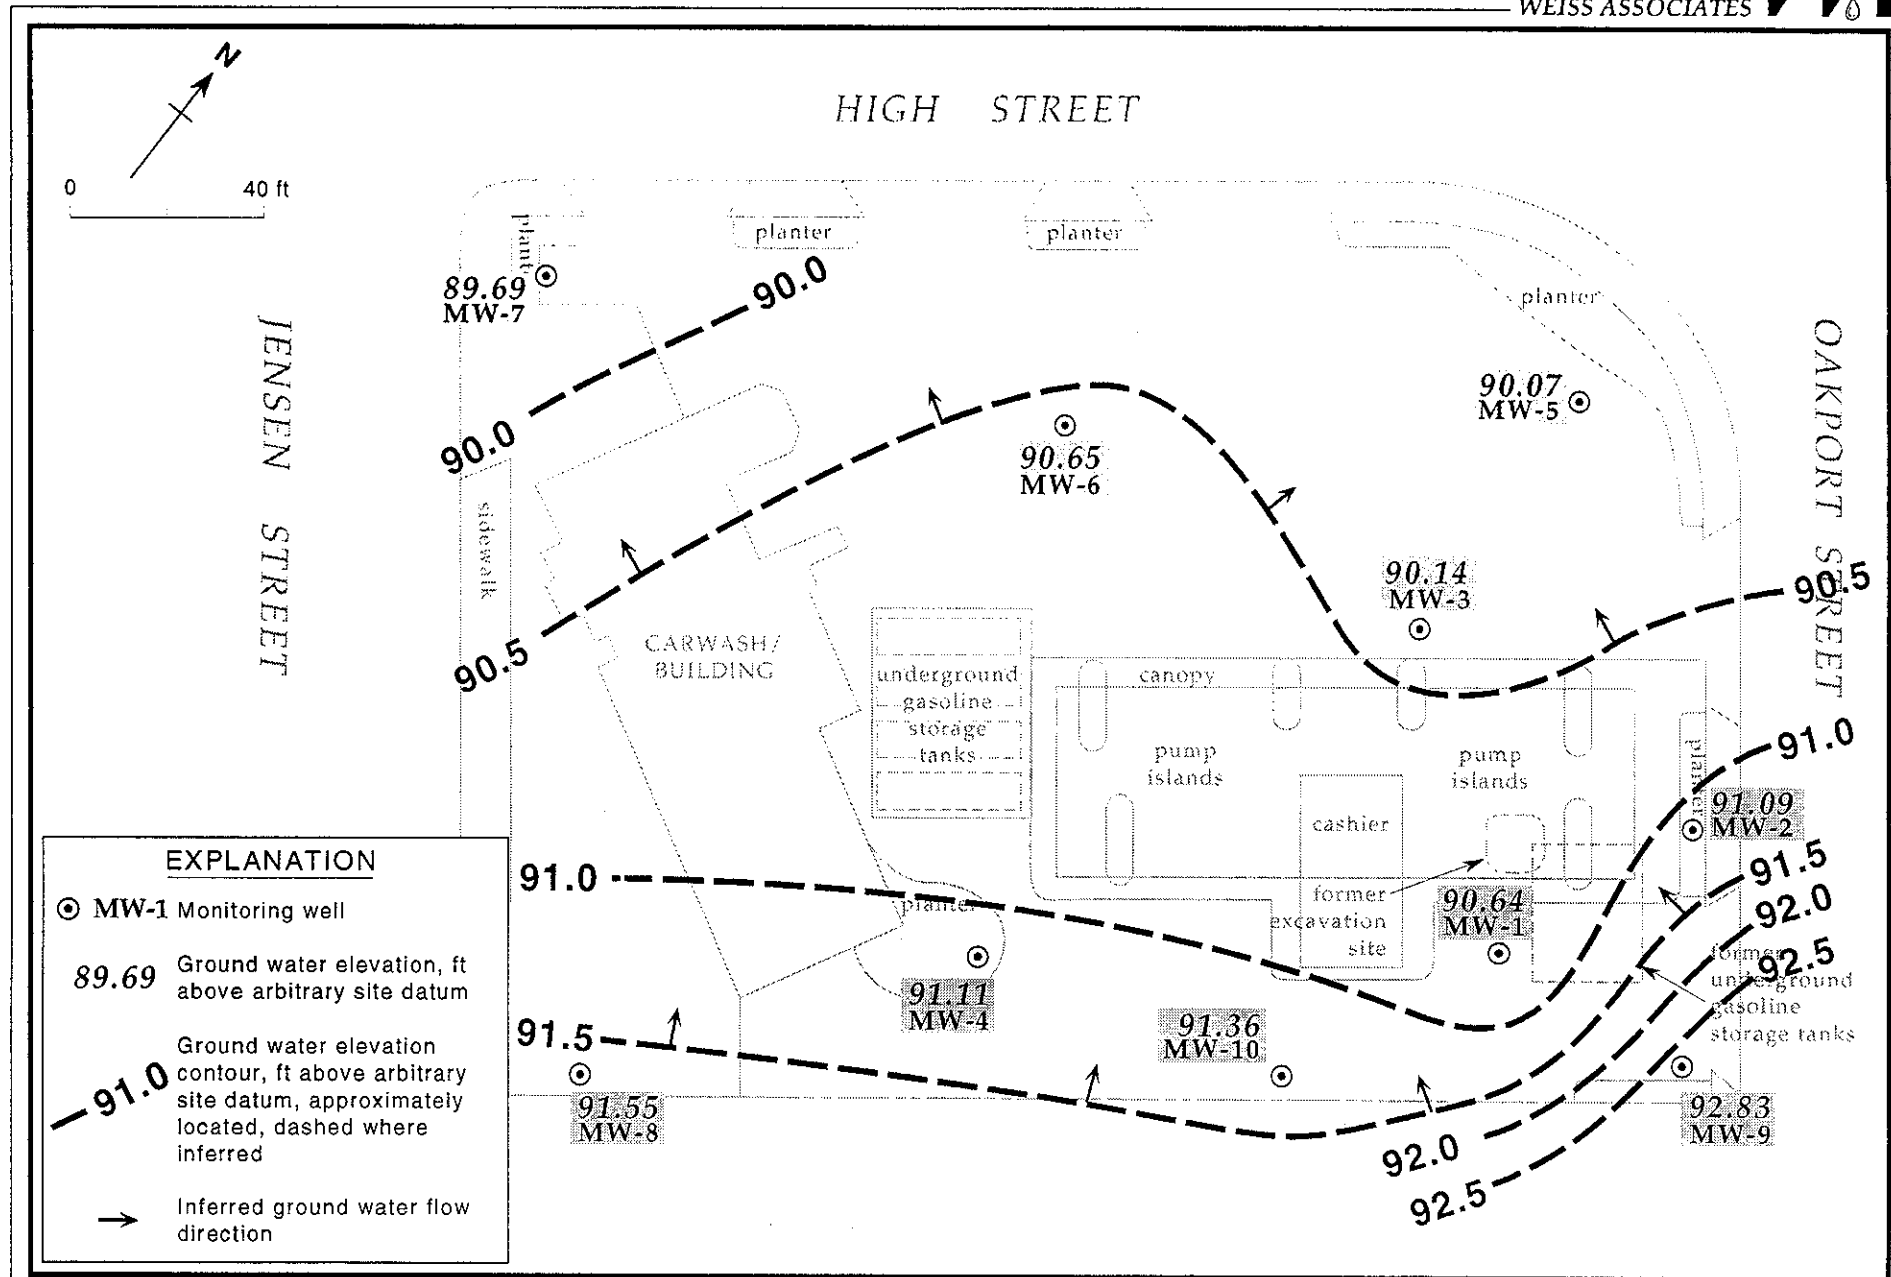 WEISS ASSOCIATES
N
0 40 ft
HIGH STREET
JENSEN STREET
OAKPORT STREET
planter
planter
planter
89.69
MW-7
90.0
90.0
90.07
MW-5
90.65
MW-6
sidewalk
90.14
MW-3
90.5
90.5
CARWASH/
BUILDING
underground
gasoline
storage
tanks
canopy
pump
islands
pump
islands
planter
91.0
91.09
MW-2
cashier
former
excavation
site
90.64
MW-1
91.5
92.0
92.5
former
underground
gasoline
storage tanks
91.0
planter
91.11
MW-4
91.36
MW-10
91.5
91.55
MW-8
92.83
MW-9
92.0
92.5
EXPLANATION
MW-1 Monitoring well
89.69 Ground water elevation, ft
above arbitrary site datum
91.0 Ground water elevation
contour, ft above arbitrary
site datum, approximately
located, dashed where
inferred
Inferred ground water flow
direction